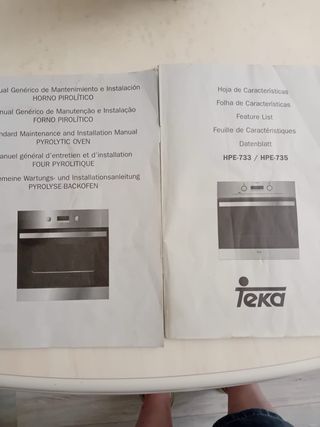 nual Genérico de Mantenimiento e Instalación
HORNO PIROLÍTICO
nual Genérico de Manutenção e Instalação
FORNO PIROLÍTICO
ndard Maintenance and Installation Manual
PYROLYTIC OVEN
anuel général d'entretien et d'installation
FOUR PYROLITIQUE
emeine Wartungs- und Installationsanleitung
PYROLYSE-BACKOFEN
Hoja de Características
Folha de Características
Feature List
Feuille de Caractéristiques
Datenblatt
HPE-733 / HPE-735
Teka